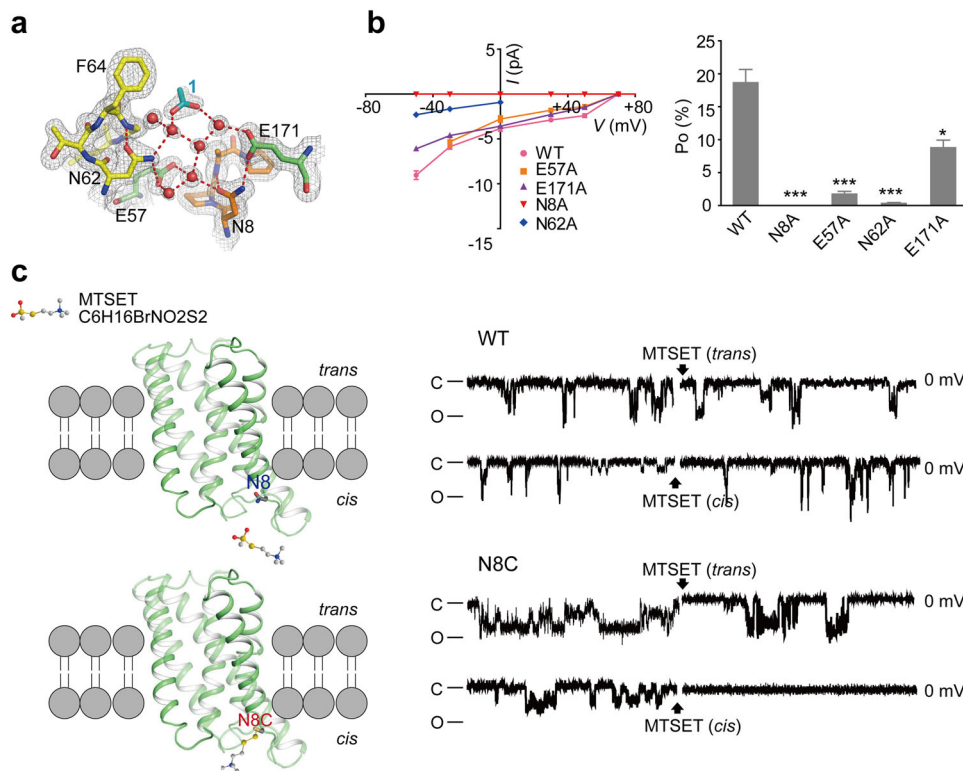 a
F64
1
E171
N62
E57
N8
b
5
I (pA)
-80
-40
+40
+80
V (mV)
-5
-10
-15
WT
E57A
E171A
N8A
N62A
Po (%)
25
20
15
10
5
0
***
***
***
*
WT
N8A
E57A
N62A
E171A
c
MTSET
C6H16BrNO2S2
trans
N8
cis
trans
N8C
cis
WT
MTSET (trans)
C
0 mV
O
C
0 mV
O
MTSET (cis)
N8C
MTSET (trans)
C
0 mV
O
C
0 mV
O
MTSET (cis)